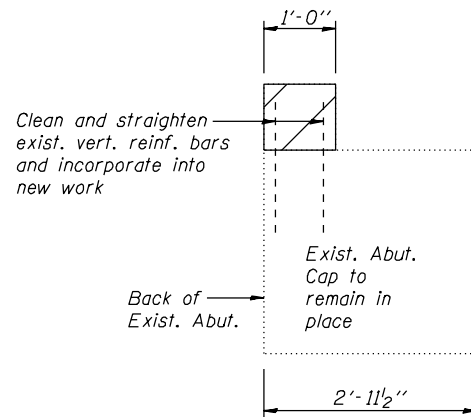 1'-0"
Clean and straighten
exist. vert. reinf. bars
and incorporate into
new work
Exist. Abut.
Cap to
remain in
place
Back of
Exist. Abut.
2'-11½"